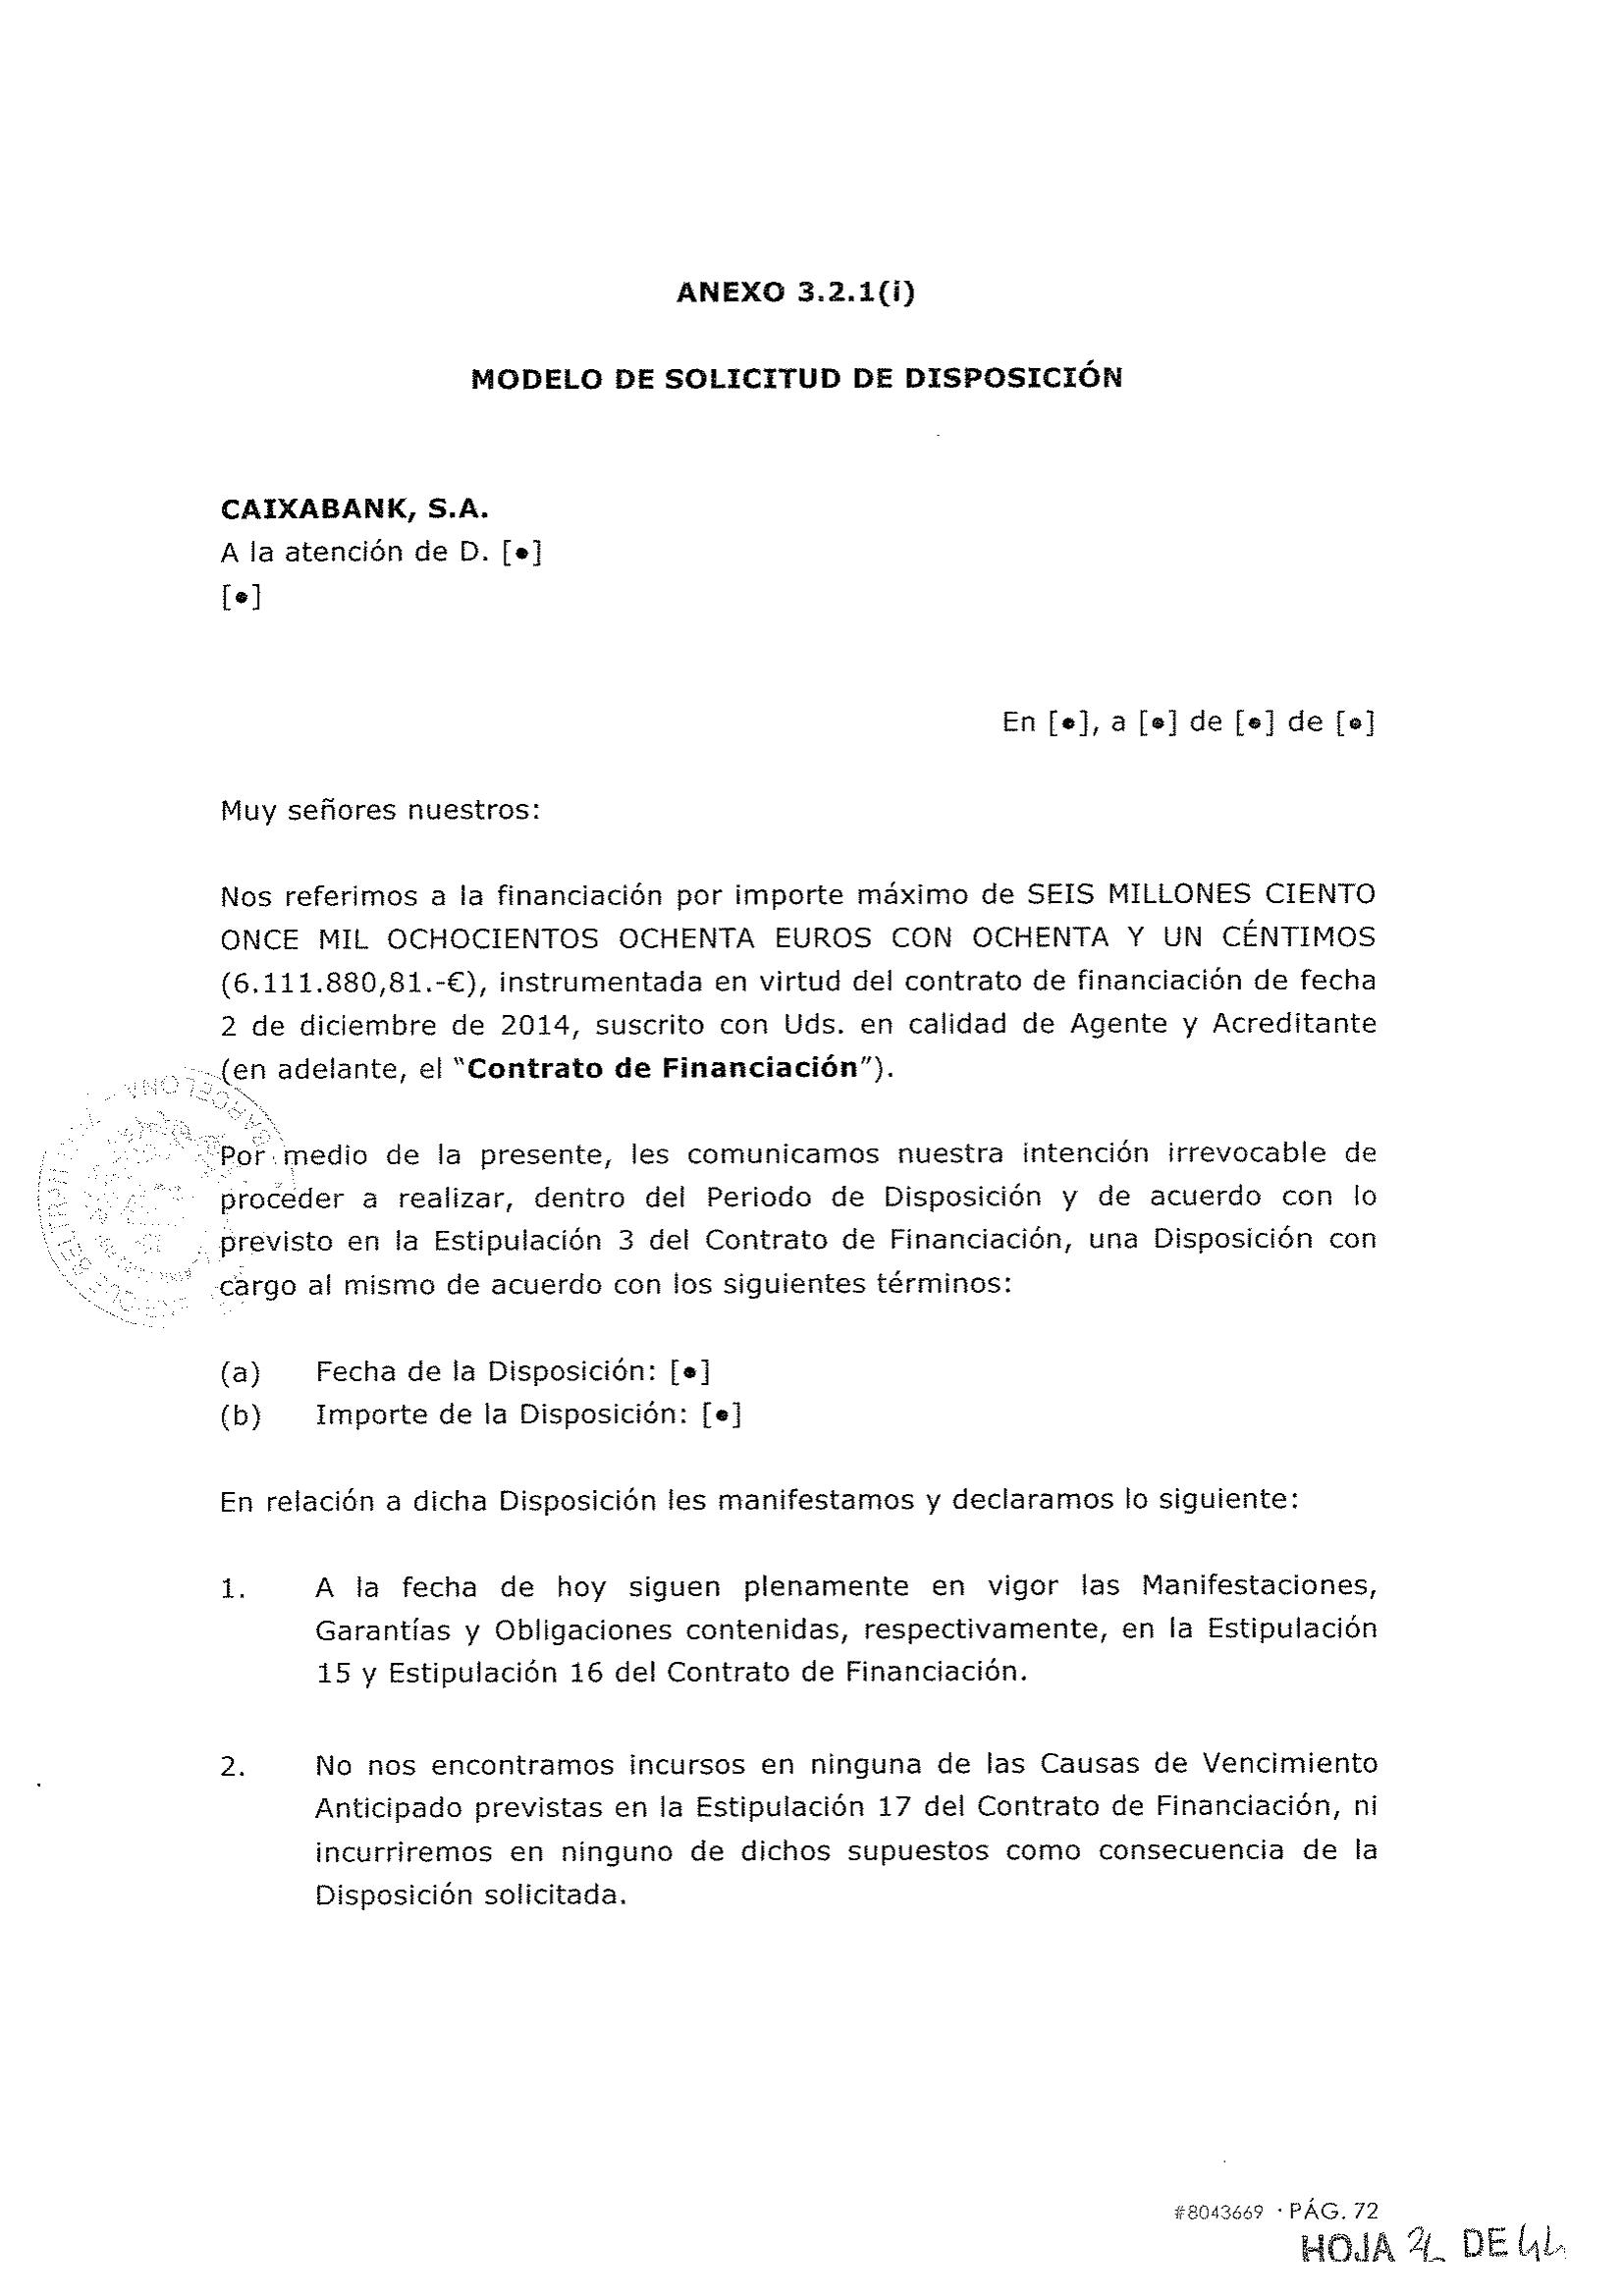 ANEXO 3.2.1(i)
MODELO DE SOLICITUD DE DISPOSICIÓN
CAIXABANK, S.A.
A la atención de D. [●]
[●]
En [●], a [●] de [●] de [●]
Muy señores nuestros:
Nos referimos a la financiación por importe máximo de SEIS MILLONES CIENTO
ONCE MIL OCHOCIENTOS OCHENTA EUROS CON OCHENTA Y UN CÉNTIMOS
(6.111.880,81.-€), instrumentada en virtud del contrato de financiación de fecha
2 de diciembre de 2014, suscrito con Uds. en calidad de Agente y Acreditante
(en adelante, el "Contrato de Financiación").
BARCELONA
Por medio de la presente, les comunicamos nuestra intención irrevocable de
proceder a realizar, dentro del Periodo de Disposición y de acuerdo con lo
previsto en la Estipulación 3 del Contrato de Financiación, una Disposición con
cargo al mismo de acuerdo con los siguientes términos:
(a) Fecha de la Disposición: [●]
(b) Importe de la Disposición: [●]
En relación a dicha Disposición les manifestamos y declaramos lo siguiente:
1. A la fecha de hoy siguen plenamente en vigor las Manifestaciones,
Garantías y Obligaciones contenidas, respectivamente, en la Estipulación
15 y Estipulación 16 del Contrato de Financiación.
2. No nos encontramos incursos en ninguna de las Causas de Vencimiento
Anticipado previstas en la Estipulación 17 del Contrato de Financiación, ni
incurriremos en ninguno de dichos supuestos como consecuencia de la
Disposición solicitada.
#8043669 · PÁG. 72
HOJA DE 44